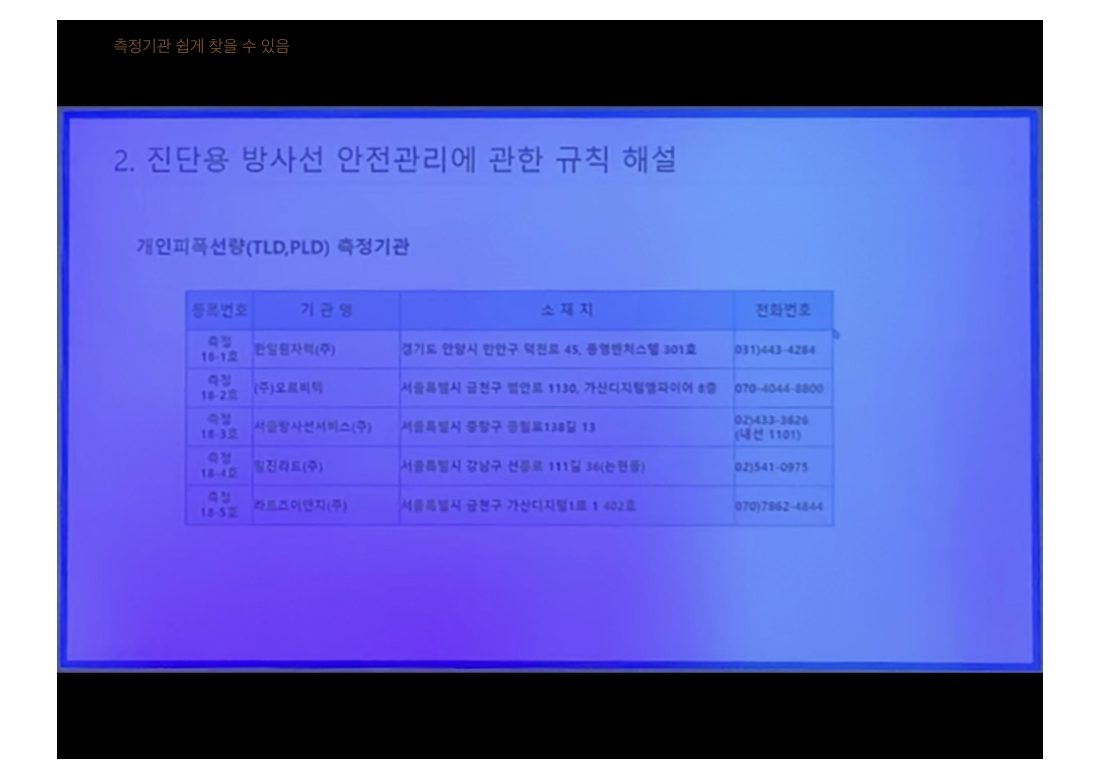 측정기관 쉽게 찾을 수 있음
2. 진단용 방사선 안전관리에 관한 규칙 해설
개인피폭선량(TLD,PLD) 측정기관
등록번호 기 관 명 소 재 지 전화번호
측정 18-1호 한일원자력(주) 경기도 안양시 만안구 덕천로 45, 동영벤처스텔 301호 031)443-4284
측정 18-2호 (주)오르비텍 서울특별시 금천구 범안로 1130, 가산디지털엠파이어 8층 070-4044-8800
측정 18-3호 서울방사선서비스(주) 서울특별시 중랑구 용마산로138길 13 02)433-3626 (내선 1101)
측정 18-4호 일진라드(주) 서울특별시 강남구 선릉로 111길 36(논현동) 02)541-0975
측정 18-5호 라드즈이앤지(주) 서울특별시 금천구 가산디지털1로 1 402호 070)7862-4844